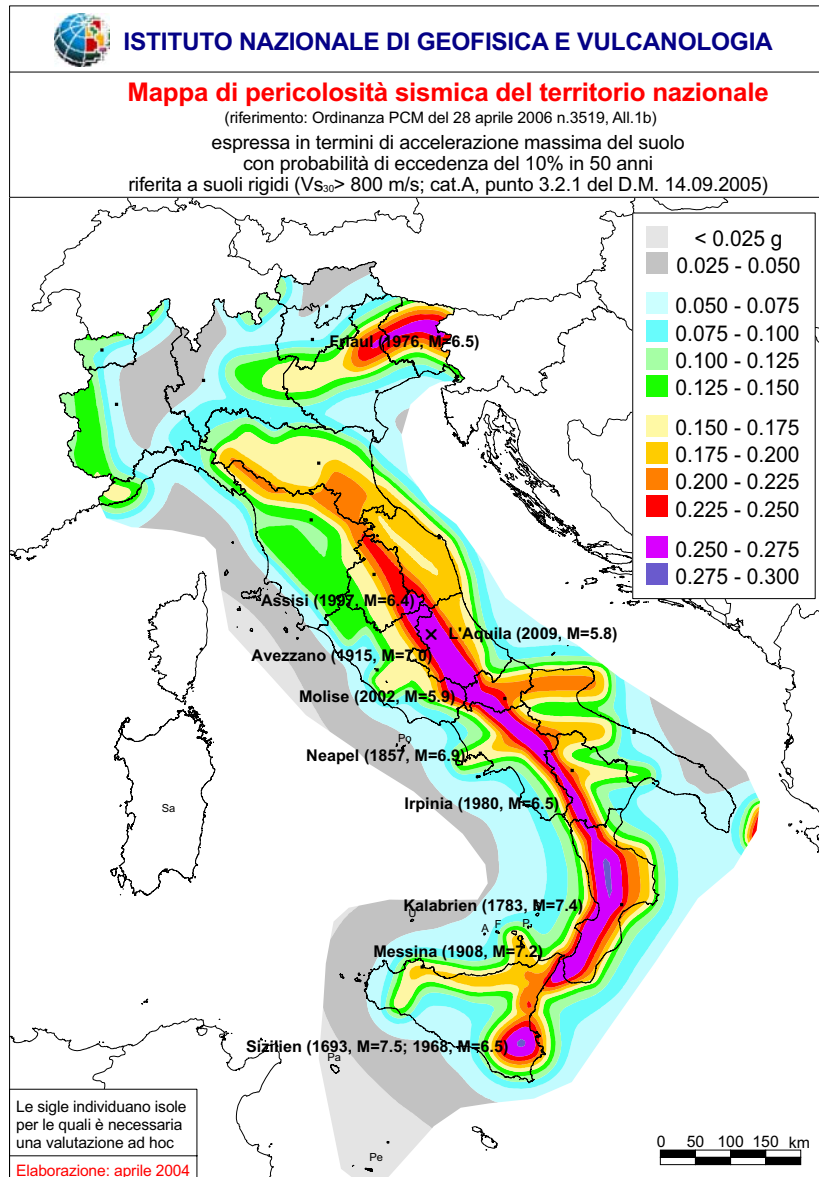 ISTITUTO NAZIONALE DI GEOFISICA E VULCANOLOGIA
Mappa di pericolosità sismica del territorio nazionale
(riferimento: Ordinanza PCM del 28 aprile 2006 n.3519, All.1b)
espressa in termini di accelerazione massima del suolo
con probabilità di eccedenza del 10% in 50 anni
riferita a suoli rigidi (Vs30> 800 m/s; cat.A, punto 3.2.1 del D.M. 14.09.2005)
< 0.025 g
0.025 - 0.050
0.050 - 0.075
0.075 - 0.100
0.100 - 0.125
0.125 - 0.150
0.150 - 0.175
0.175 - 0.200
0.200 - 0.225
0.225 - 0.250
0.250 - 0.275
0.275 - 0.300
Friaul (1976, M=6.5)
Assisi (1997, M=6.4)
L'Aquila (2009, M=5.8)
Avezzano (1915, M=7.0)
Molise (2002, M=5.9)
Po
Neapel (1857, M=6.9)
Irpinia (1980, M=6.5)
Sa
Kalabrien (1783, M=7.4)
U
A
F
P
Messina (1908, M=7.2)
Sizilien (1693, M=7.5; 1968, M=6.5)
Pa
Pe
Le sigle individuano isole
per le quali è necessaria
una valutazione ad hoc
Elaborazione: aprile 2004
0 50 100 150 km